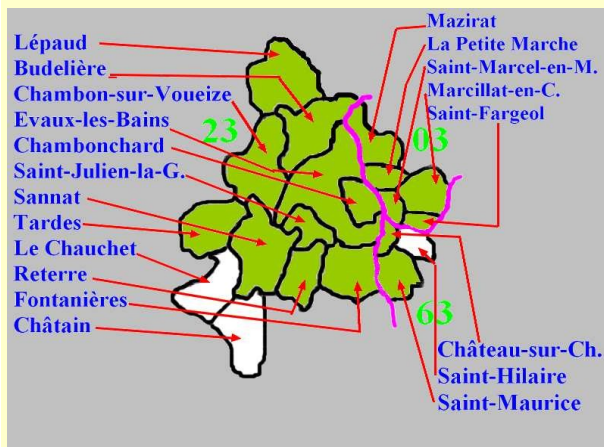 Lépaud
Budelière
Chambon-sur-Voueize
Evaux-les-Bains
Chambonchard
Saint-Julien-la-G.
Sannat
Tardes
Le Chauchet
Reterre
Fontanières
Châtain
23
Mazirat
La Petite Marche
Saint-Marcel-en-M.
Marcillat-en-C.
Saint-Fargeol
03
63
Château-sur-Ch.
Saint-Hilaire
Saint-Maurice